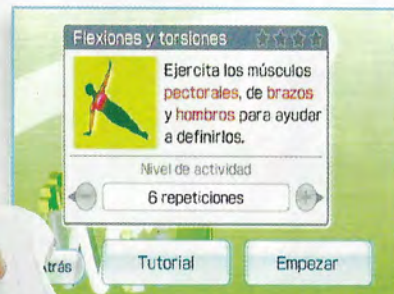 Flexiones y torsiones
Ejercita los músculos
pectorales, de brazos
y hombros para ayudar
a definirlos.
Nivel de actividad
6 repeticiones
Atrás
Tutorial
Empezar